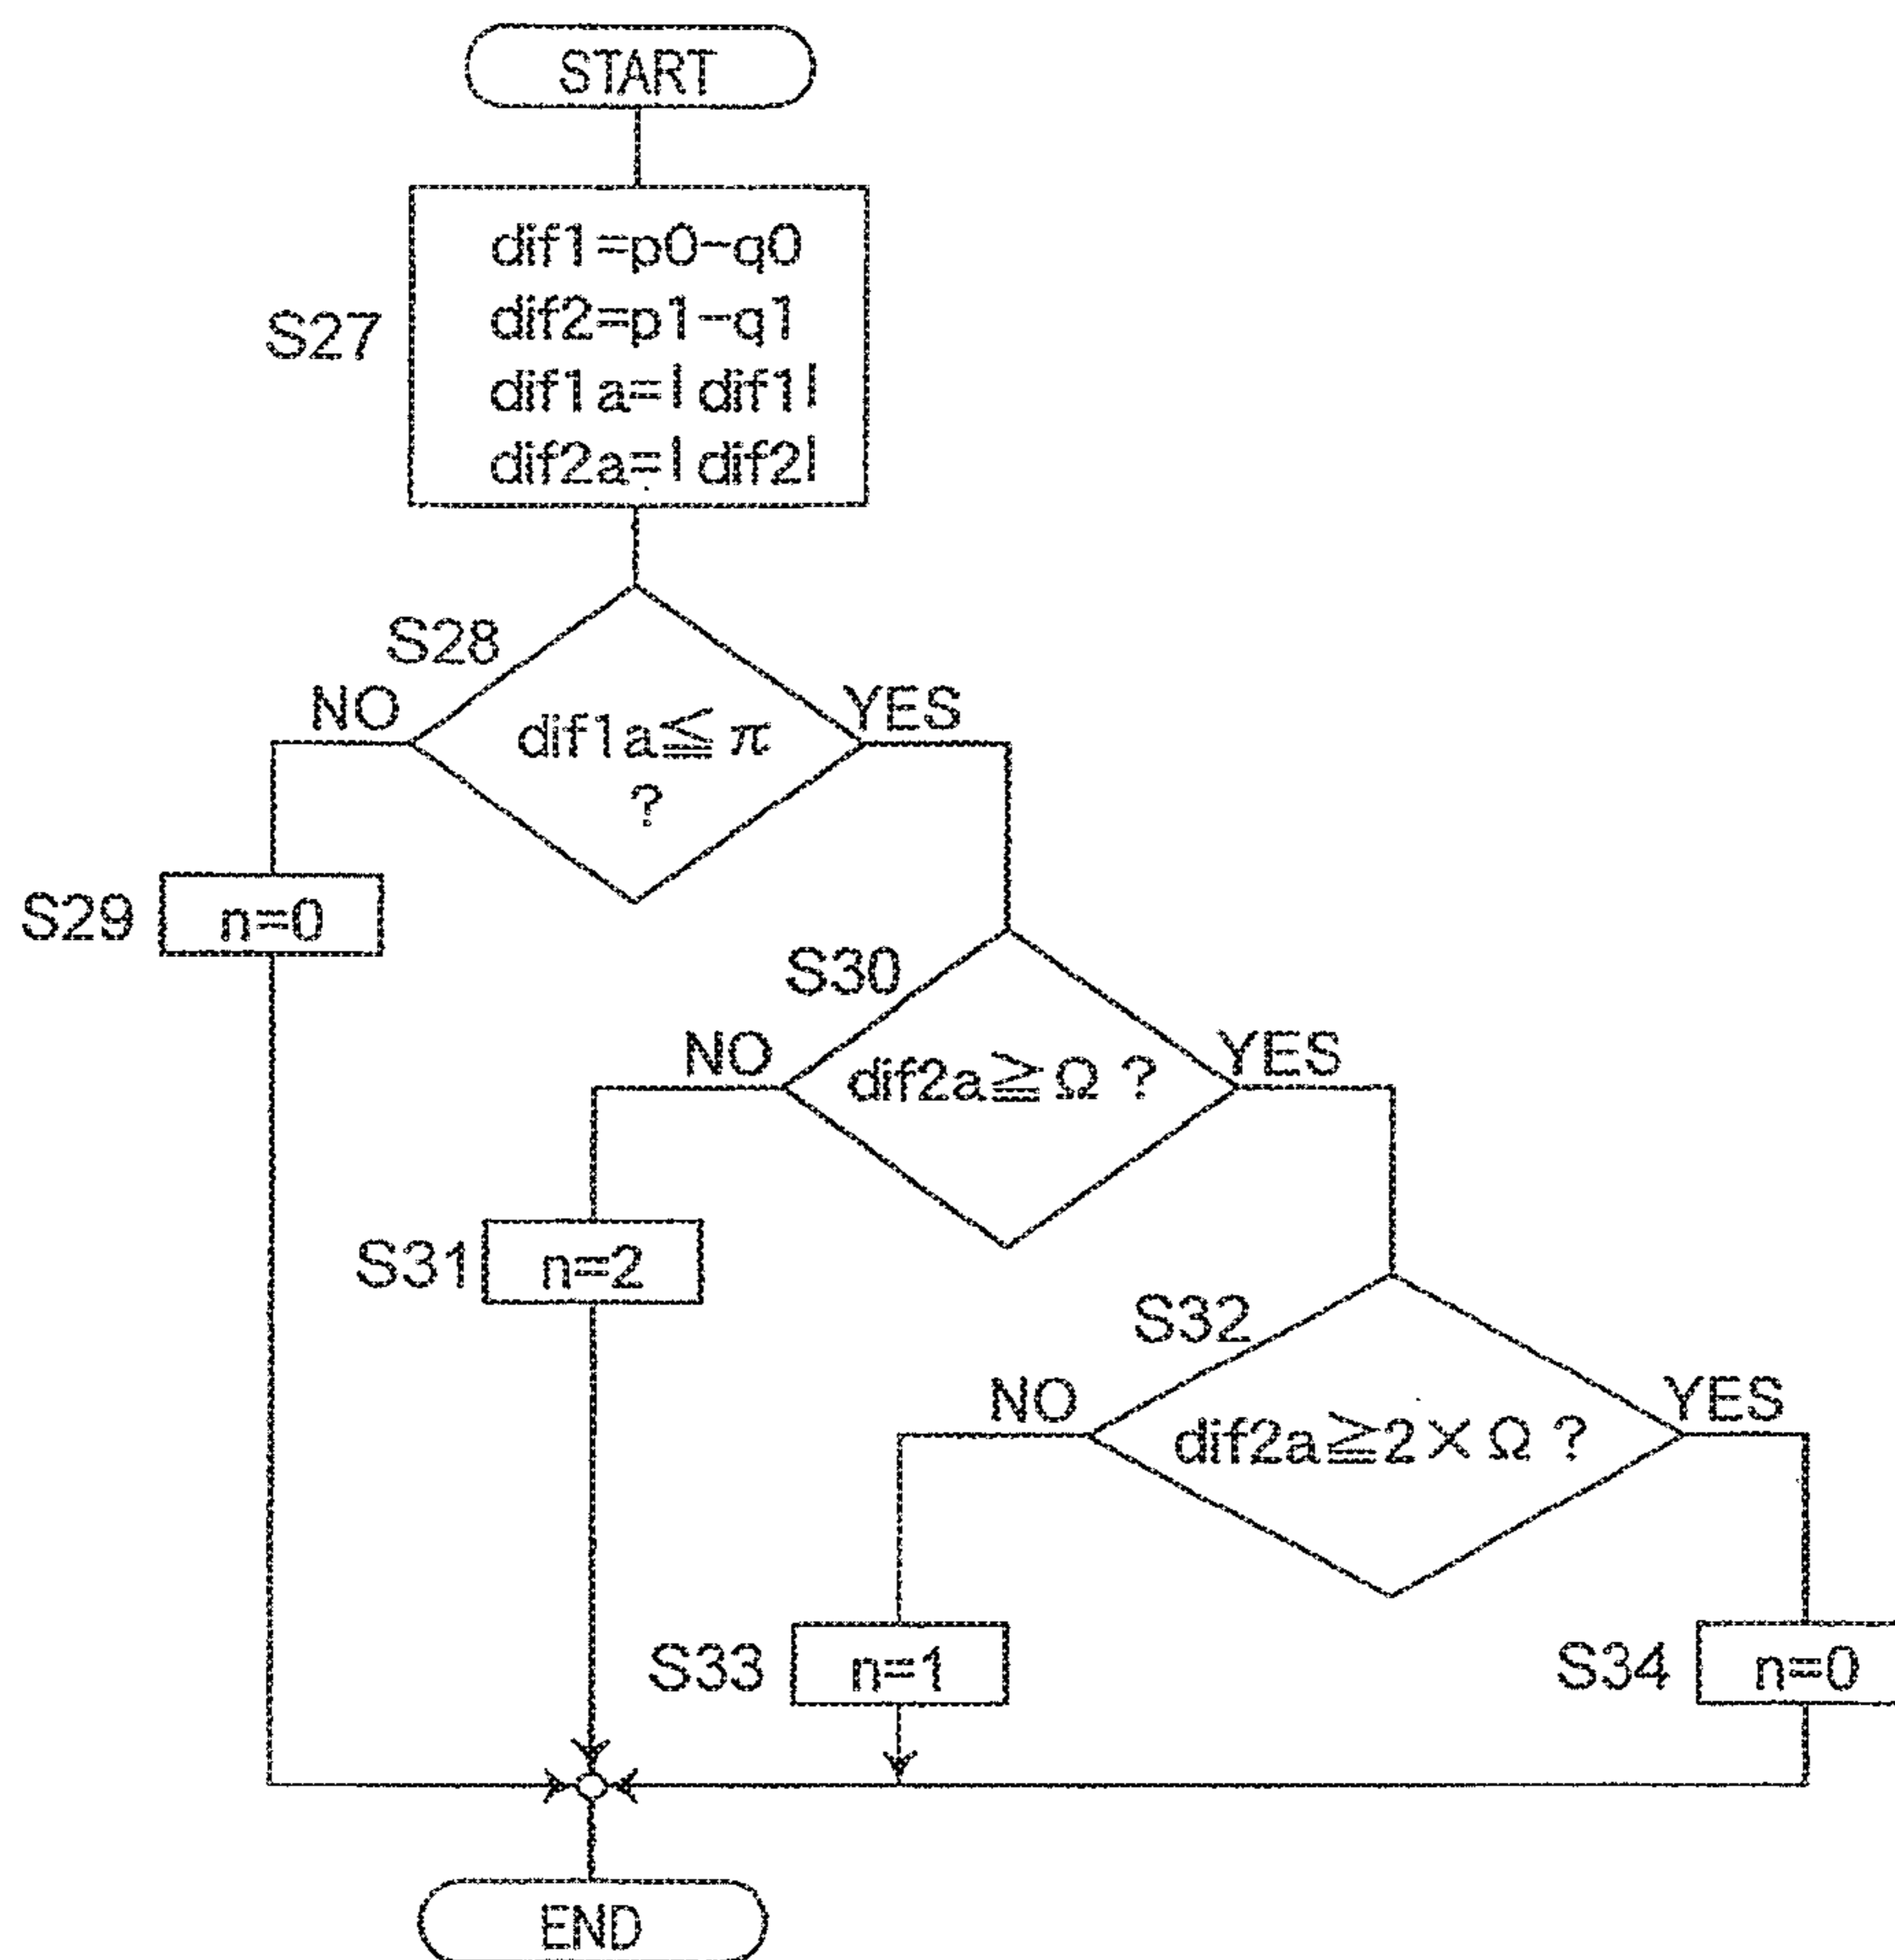 START
S27
dif1=p0-q0
dif2=p1-q1
dif1a=|dif1|
dif2a=|dif2|
S28
NO
YES
dif1a≦π
?
S29
n=0
S30
NO
YES
dif2a≧Ω ?
S31
n=2
S32
NO
YES
dif2a≧2×Ω ?
S33
n=1
S34
n=0
END